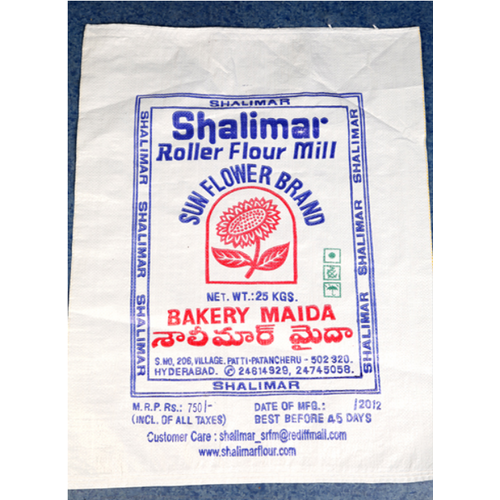 SHALIMAR
Shalimar
Roller Flour Mill
SUN FLOWER BRAND
SHALIMAR SHALIMAR SHALIMAR
SHALIMAR SHALIMAR SHALIMAR
NET. WT.:25 KGS.
BAKERY MAIDA
శాలీమార్ మైదా
S.NO, 206, VILLAGE. PATTI-PATANCHERU - 502 320.
HYDERABAD. ✆ 24614929, 24745058.
SHALIMAR
M.R.P. Rs.: 750/-
(INCL. OF ALL TAXES)
DATE OF MFG.: /2012
BEST BEFORE 45 DAYS
Customer Care : shalimar_srfm@rediffmail.com
www.shalimarflour.com